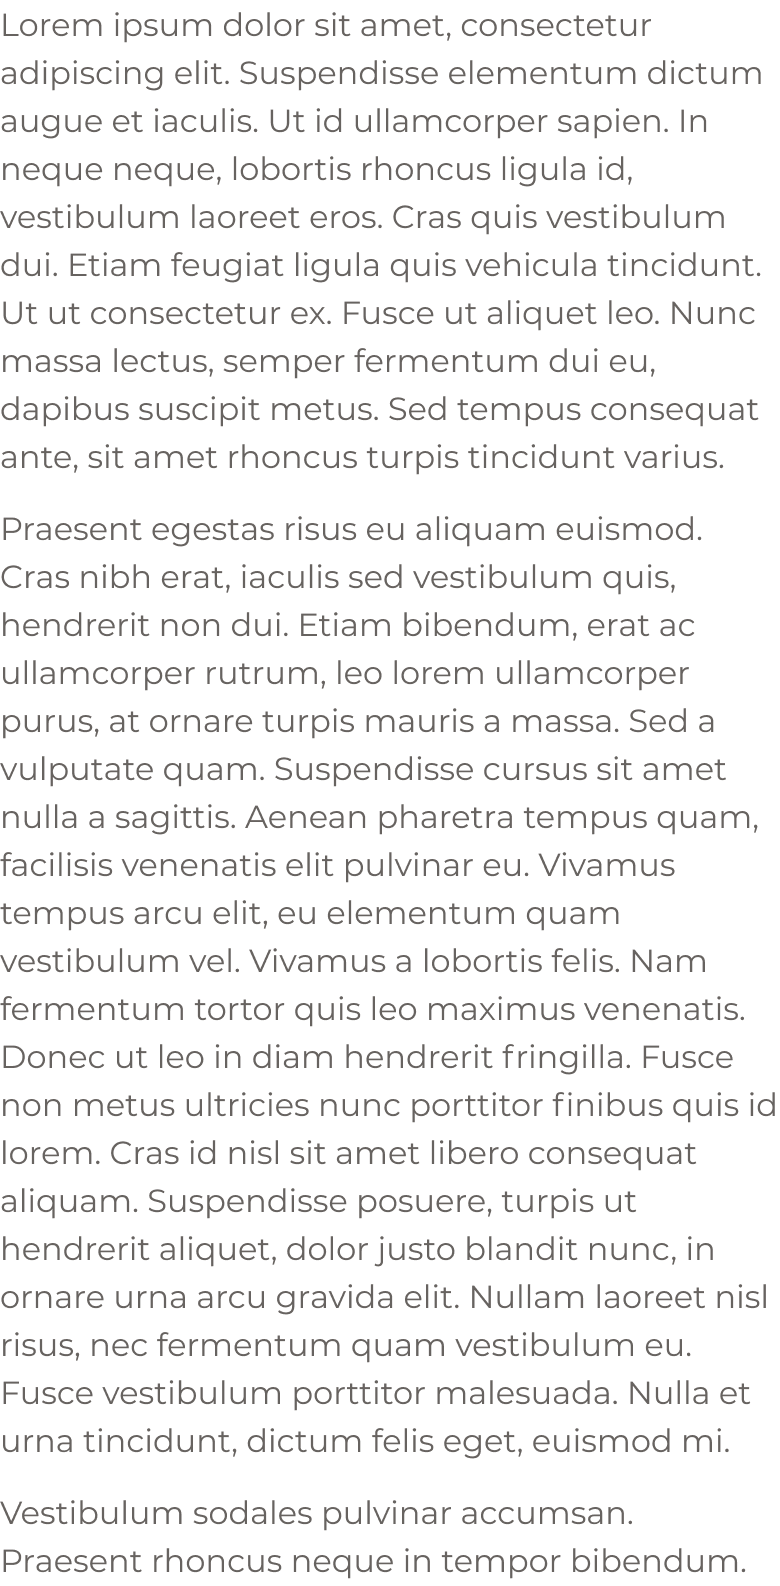 Lorem ipsum dolor sit amet, consectetur
adipiscing elit. Suspendisse elementum dictum
augue et iaculis. Ut id ullamcorper sapien. In
neque neque, lobortis rhoncus ligula id,
vestibulum laoreet eros. Cras quis vestibulum
dui. Etiam feugiat ligula quis vehicula tincidunt.
Ut ut consectetur ex. Fusce ut aliquet leo. Nunc
massa lectus, semper fermentum dui eu,
dapibus suscipit metus. Sed tempus consequat
ante, sit amet rhoncus turpis tincidunt varius.
Praesent egestas risus eu aliquam euismod.
Cras nibh erat, iaculis sed vestibulum quis,
hendrerit non dui. Etiam bibendum, erat ac
ullamcorper rutrum, leo lorem ullamcorper
purus, at ornare turpis mauris a massa. Sed a
vulputate quam. Suspendisse cursus sit amet
nulla a sagittis. Aenean pharetra tempus quam,
facilisis venenatis elit pulvinar eu. Vivamus
tempus arcu elit, eu elementum quam
vestibulum vel. Vivamus a lobortis felis. Nam
fermentum tortor quis leo maximus venenatis.
Donec ut leo in diam hendrerit fringilla. Fusce
non metus ultricies nunc porttitor finibus quis id
lorem. Cras id nisl sit amet libero consequat
aliquam. Suspendisse posuere, turpis ut
hendrerit aliquet, dolor justo blandit nunc, in
ornare urna arcu gravida elit. Nullam laoreet nisl
risus, nec fermentum quam vestibulum eu.
Fusce vestibulum porttitor malesuada. Nulla et
urna tincidunt, dictum felis eget, euismod mi.
Vestibulum sodales pulvinar accumsan.
Praesent rhoncus neque in tempor bibendum.